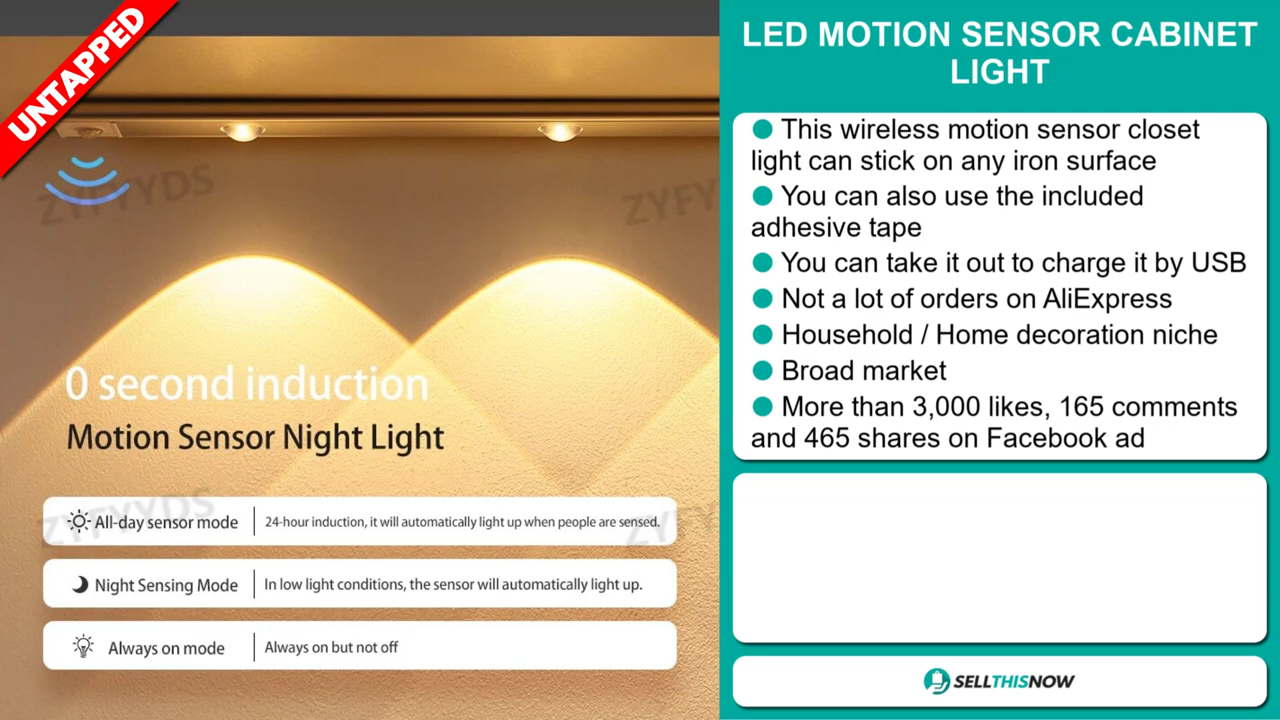 UNTAPPED
ZYFYYDS
ZYFY
0 second induction
Motion Sensor Night Light
ZYFYYDS
All-day sensor mode
24-hour induction, it will automatically light up when people are sensed.
Night Sensing Mode
In low light conditions, the sensor will automatically light up.
Always on mode
Always on but not off
LED MOTION SENSOR CABINET
LIGHT
● This wireless motion sensor closet
light can stick on any iron surface
● You can also use the included
adhesive tape
● You can take it out to charge it by USB
● Not a lot of orders on AliExpress
● Household / Home decoration niche
● Broad market
● More than 3,000 likes, 165 comments
and 465 shares on Facebook ad
SELLTHISNOW